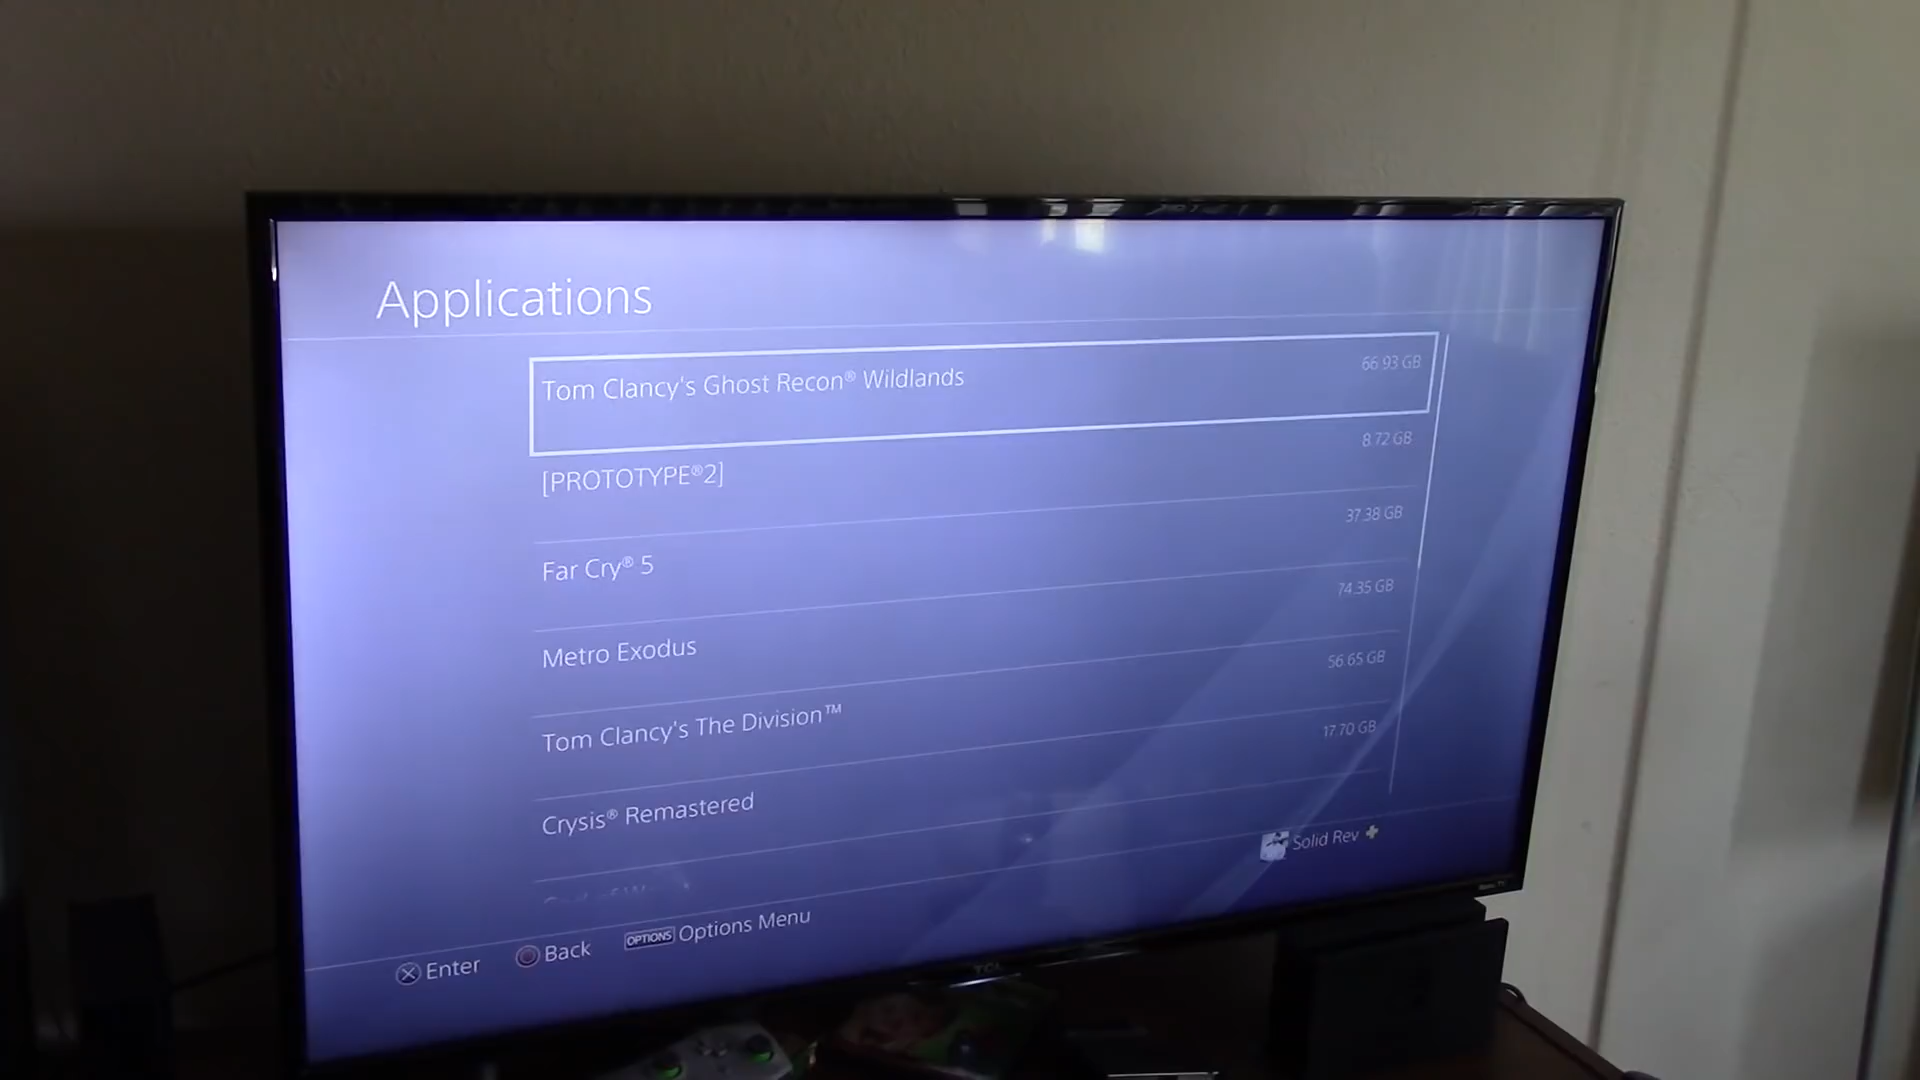 Applications
Tom Clancy's Ghost Recon® Wildlands 66.93 GB
[PROTOTYPE®2] 8.72 GB
Far Cry® 5 37.38 GB
Metro Exodus 74.35 GB
Tom Clancy's The Division™ 56.65 GB
Crysis® Remastered 17.70 GB
Solid Rev
Enter Back OPTIONS Options Menu
TCL